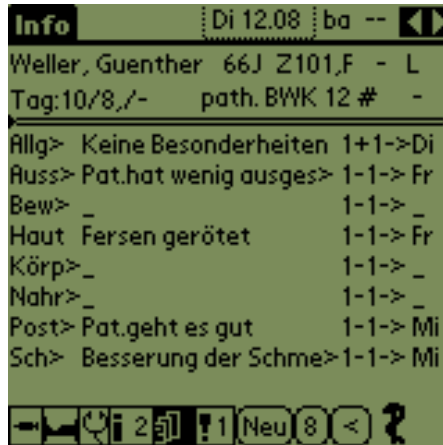 Info Di 12.08 ba --
Weller, Guenther 66J Z101,F - L
Tag:10/8,/- path. BWK 12 # -
Allg> Keine Besonderheiten 1+1->Di
Auss> Pat.hat wenig ausges> 1-1-> Fr
Bew> _ 1-1-> _
Haut Fersen gerötet 1-1-> Fr
Körp> _ 1-1-> _
Nahr> _ 1-1-> _
Post> Pat.geht es gut 1-1-> Mi
Sch> Besserung der Schme> 1-1-> Mi
i 2 ! 1 Neu 8 <